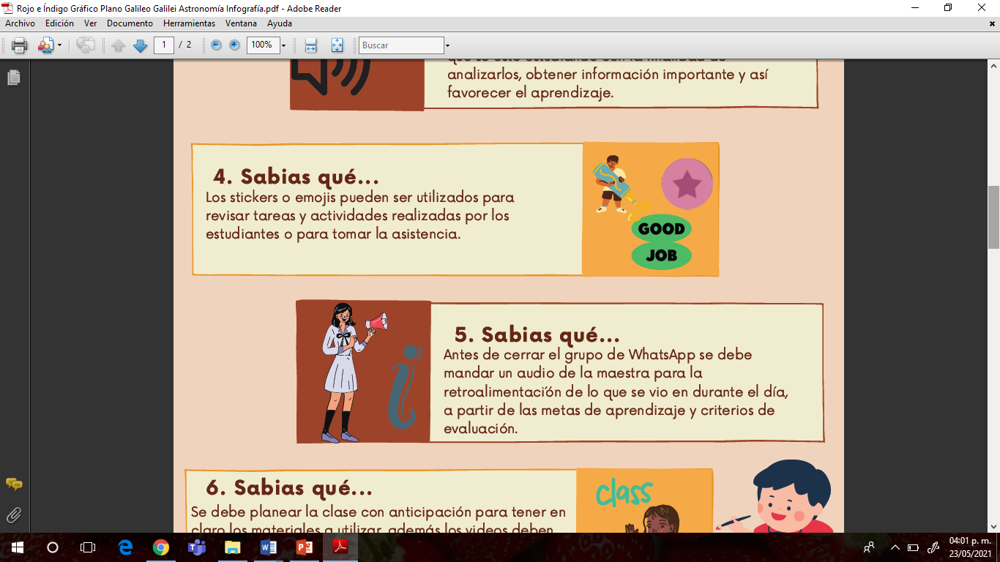 Rojo e Índigo Gráfico Plano Galileo Galilei Astronomía Infografía.pdf - Adobe Reader
Archivo Edición Ver Documento Herramientas Ventana Ayuda
1 / 2 100% Buscar
analizarlos, obtener información importante y así
favorecer el aprendizaje.
4. Sabias qué...
Los stickers o emojis pueden ser utilizados para
revisar tareas y actividades realizadas por los
estudiantes o para tomar la asistencia.
GOOD
JOB
5. Sabias qué...
Antes de cerrar el grupo de WhatsApp se debe
mandar un audio de la maestra para la
retroalimentación de lo que se vio en durante el día,
a partir de las metas de aprendizaje y criterios de
evaluación.
6. Sabias qué...
Se debe planear la clase con anticipación para tener en
claro los materiales a utilizar, además los videos deben
class
04:01 p. m.
23/05/2021